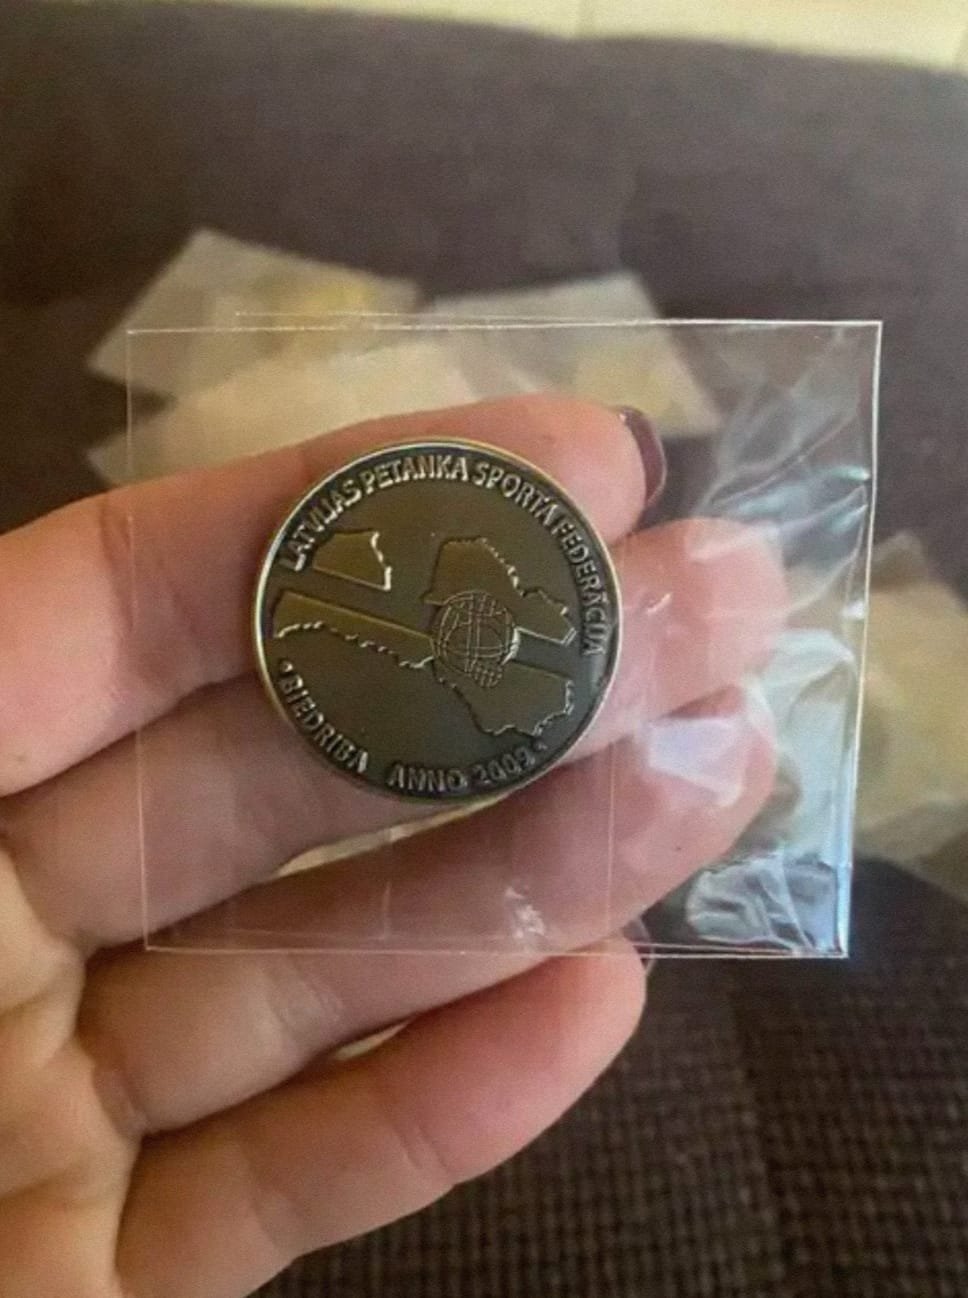 LATVIJAS PETANKA SPORTA FEDERĀCIJA
• BIEDRĪBA ANNO 2009 •